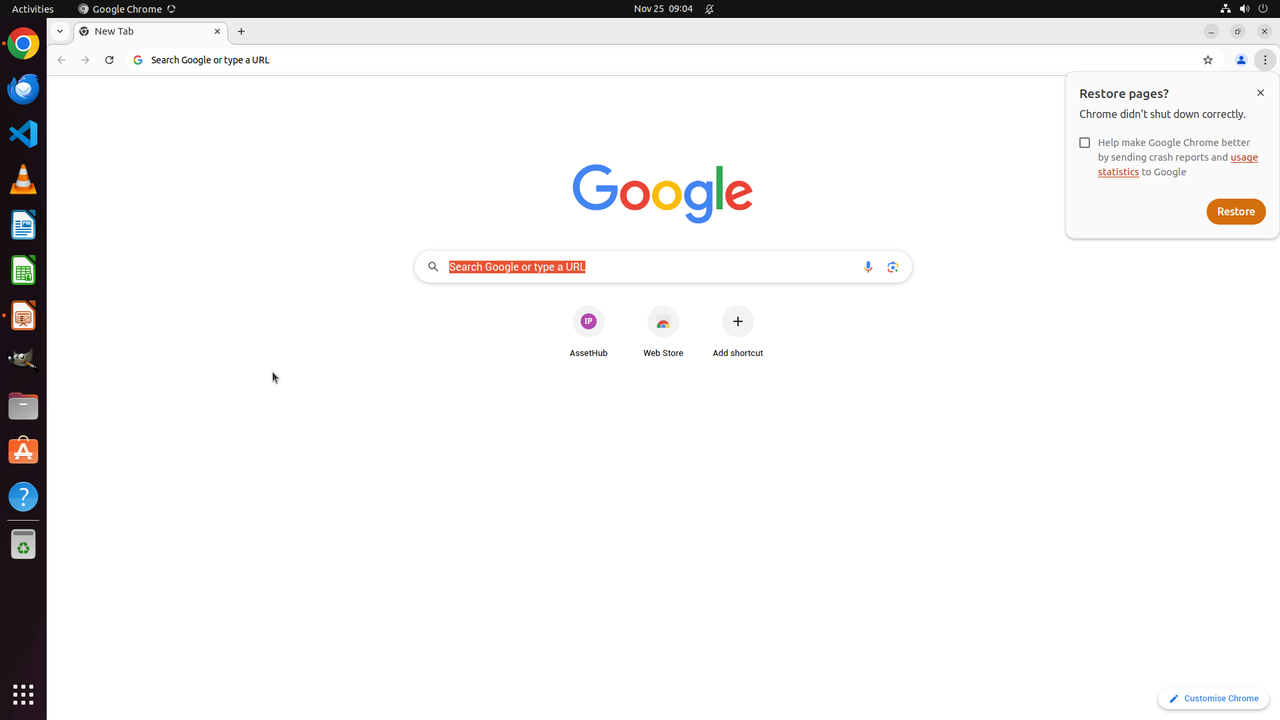 Activities
Google Chrome
Nov 25 09:04
New Tab
Search Google or type a URL
Restore pages?
Chrome didn't shut down correctly.
Help make Google Chrome better
by sending crash reports and usage
statistics to Google
Restore
Google
Search Google or type a URL
IP
AssetHub
Web Store
Add shortcut
Customise Chrome